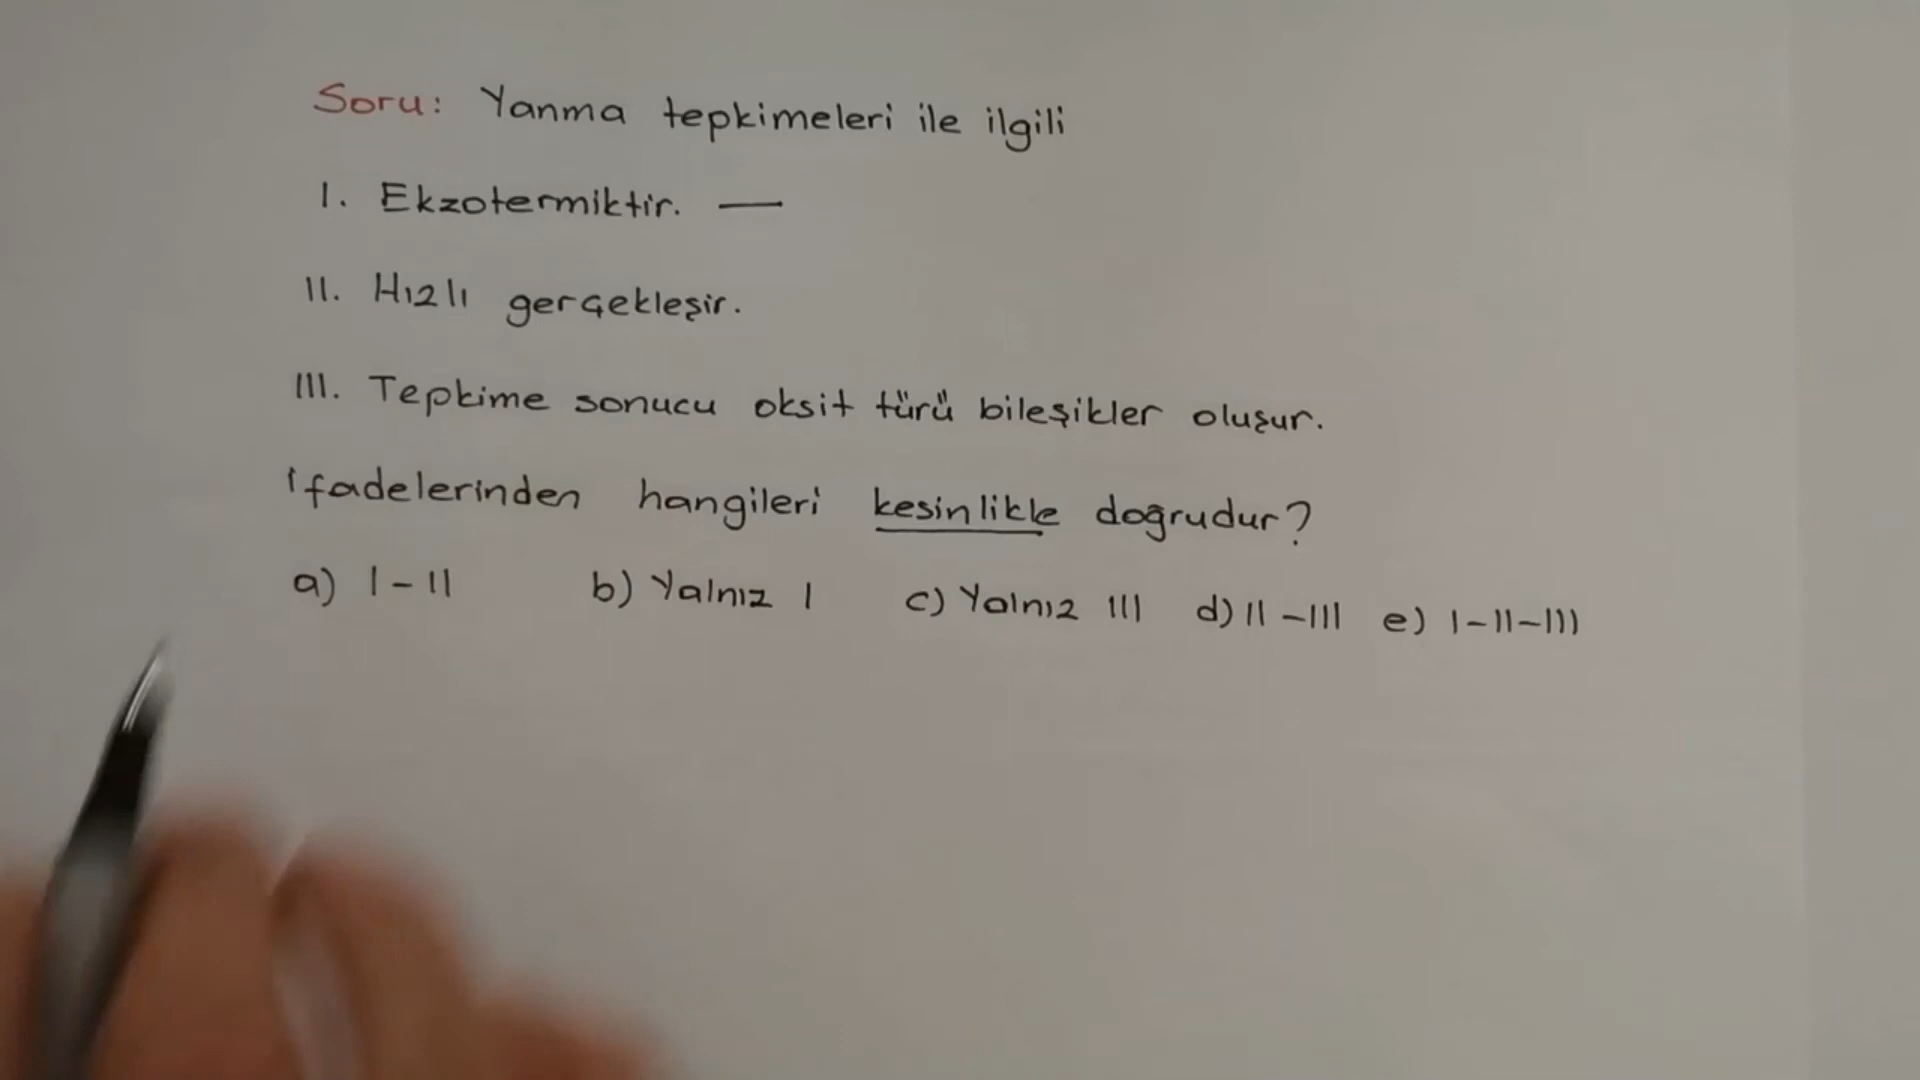 Soru: Yanma tepkimeleri ile ilgili
I. Ekzotermiktir. —
II. Hızlı gerçekleşir.
III. Tepkime sonucu oksit türü bileşikler oluşur.
ifadelerinden hangileri kesinlikle doğrudur?
a) I-II b) Yalnız I c) Yalnız III d) II-III e) I-II-III